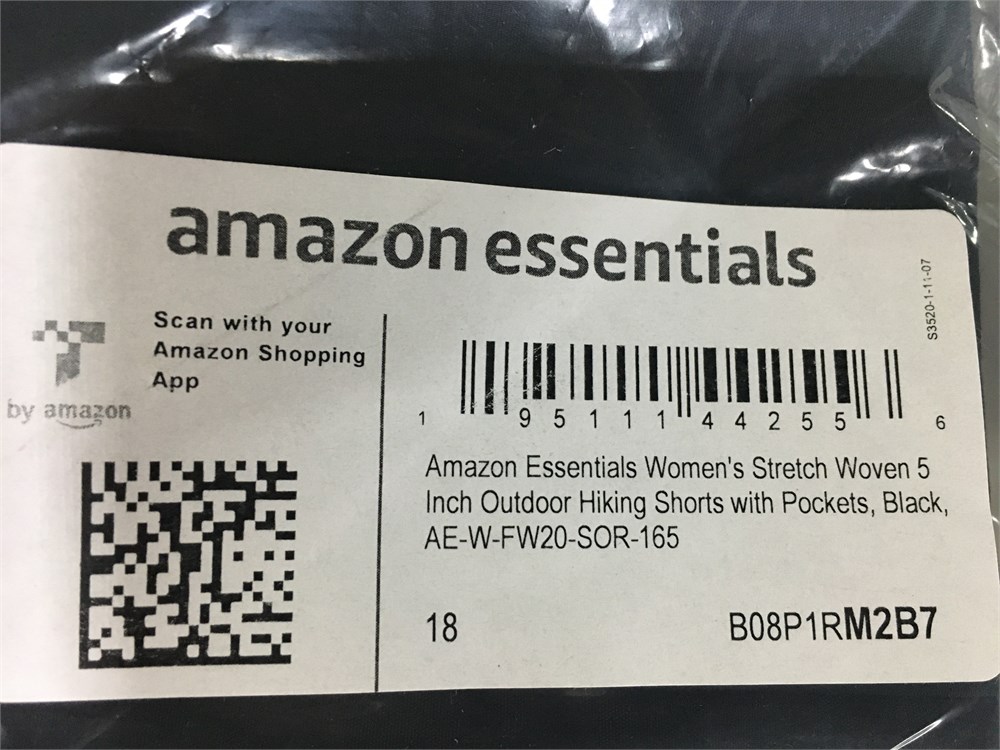 amazon essentials
S3520-1-11-07
Scan with your
Amazon Shopping
App
by amazon
1 95111 44255 6
Amazon Essentials Women's Stretch Woven 5
Inch Outdoor Hiking Shorts with Pockets, Black,
AE-W-FW20-SOR-165
18
B08P1RM2B7